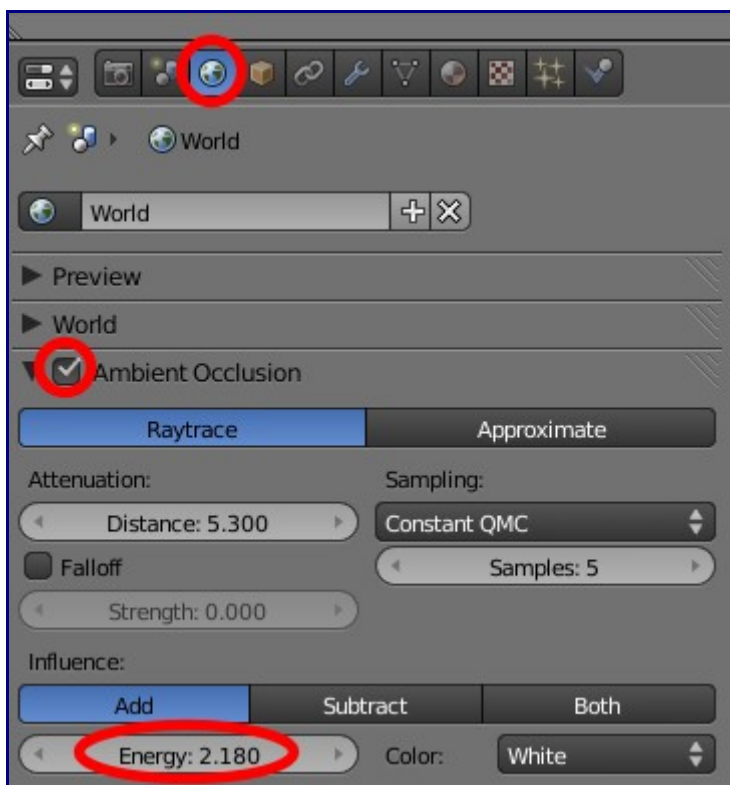 World
World
Preview
World
Ambient Occlusion
Raytrace Approximate
Attenuation: Sampling:
Distance: 5.300 Constant QMC
Falloff Samples: 5
Strength: 0.000
Influence:
Add Subtract Both
Energy: 2.180 Color: White